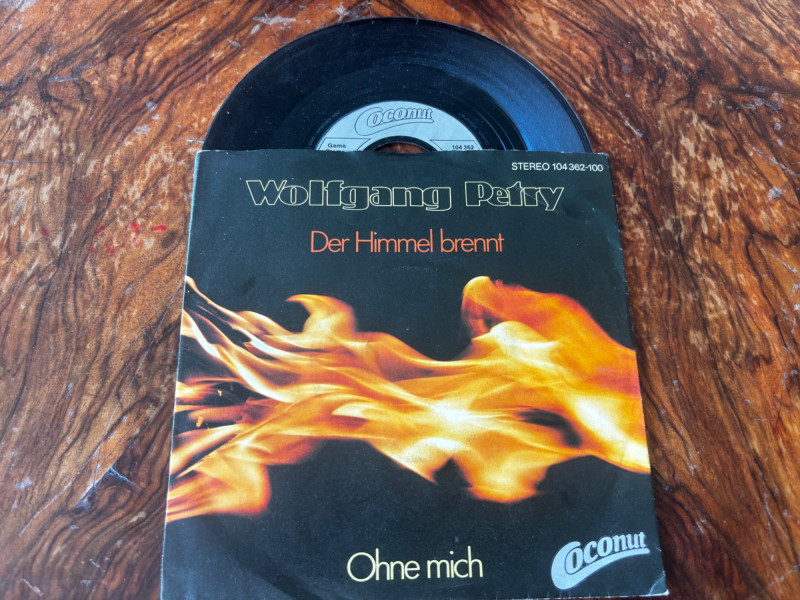 Coconut
Gema
104 362
STEREO 104 362-100
Wolfgang Petry
Der Himmel brennt
Ohne mich
Coconut